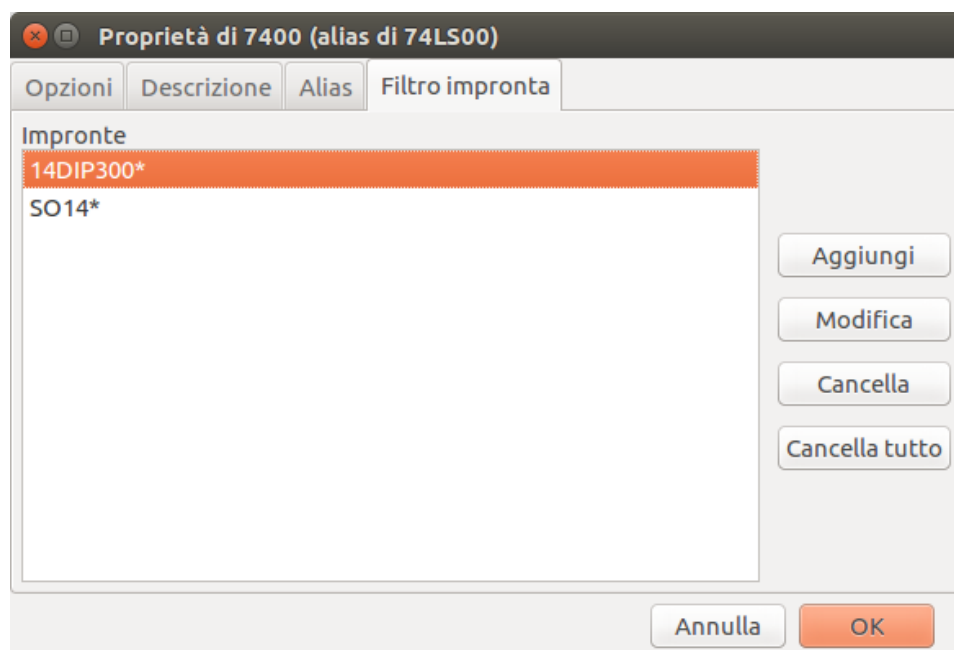 Proprietà di 7400 (alias di 74LS00)
Opzioni Descrizione Alias Filtro impronta
Impronte
14DIP300*
SO14*
Aggiungi
Modifica
Cancella
Cancella tutto
Annulla OK